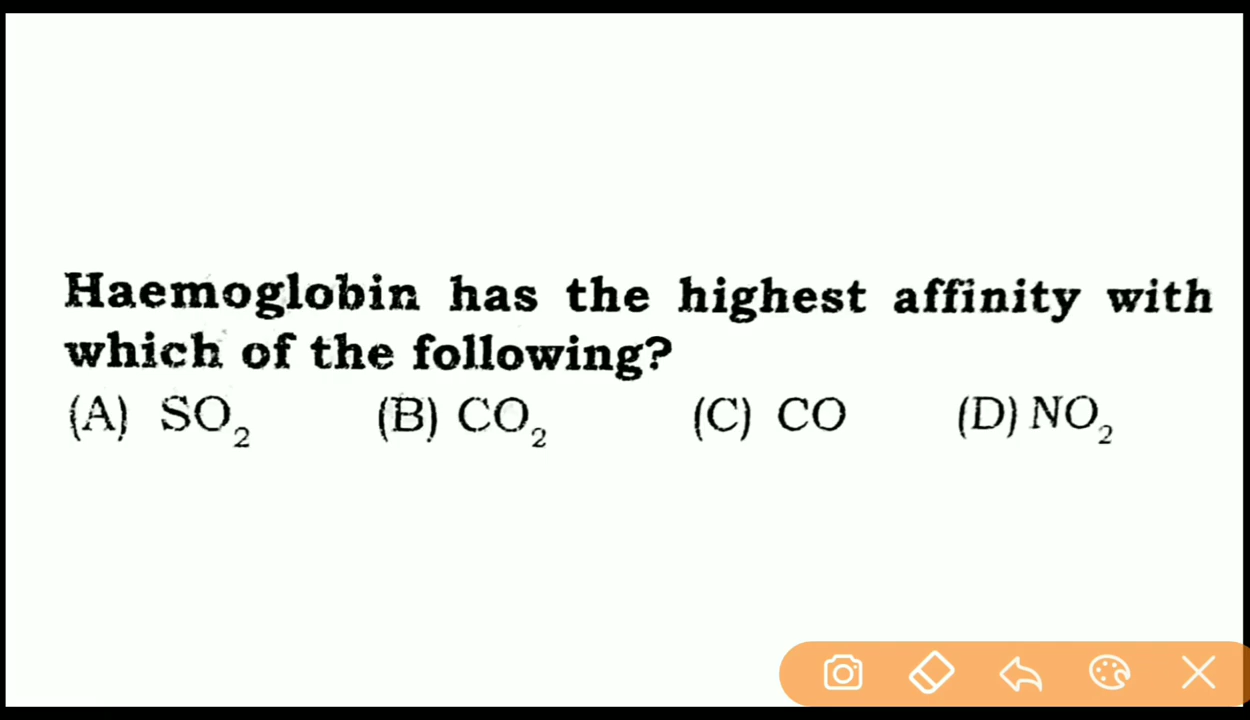 Haemoglobin has the highest affinity with
which of the following?
(A) SO₂ (B) CO₂ (C) CO (D) NO₂